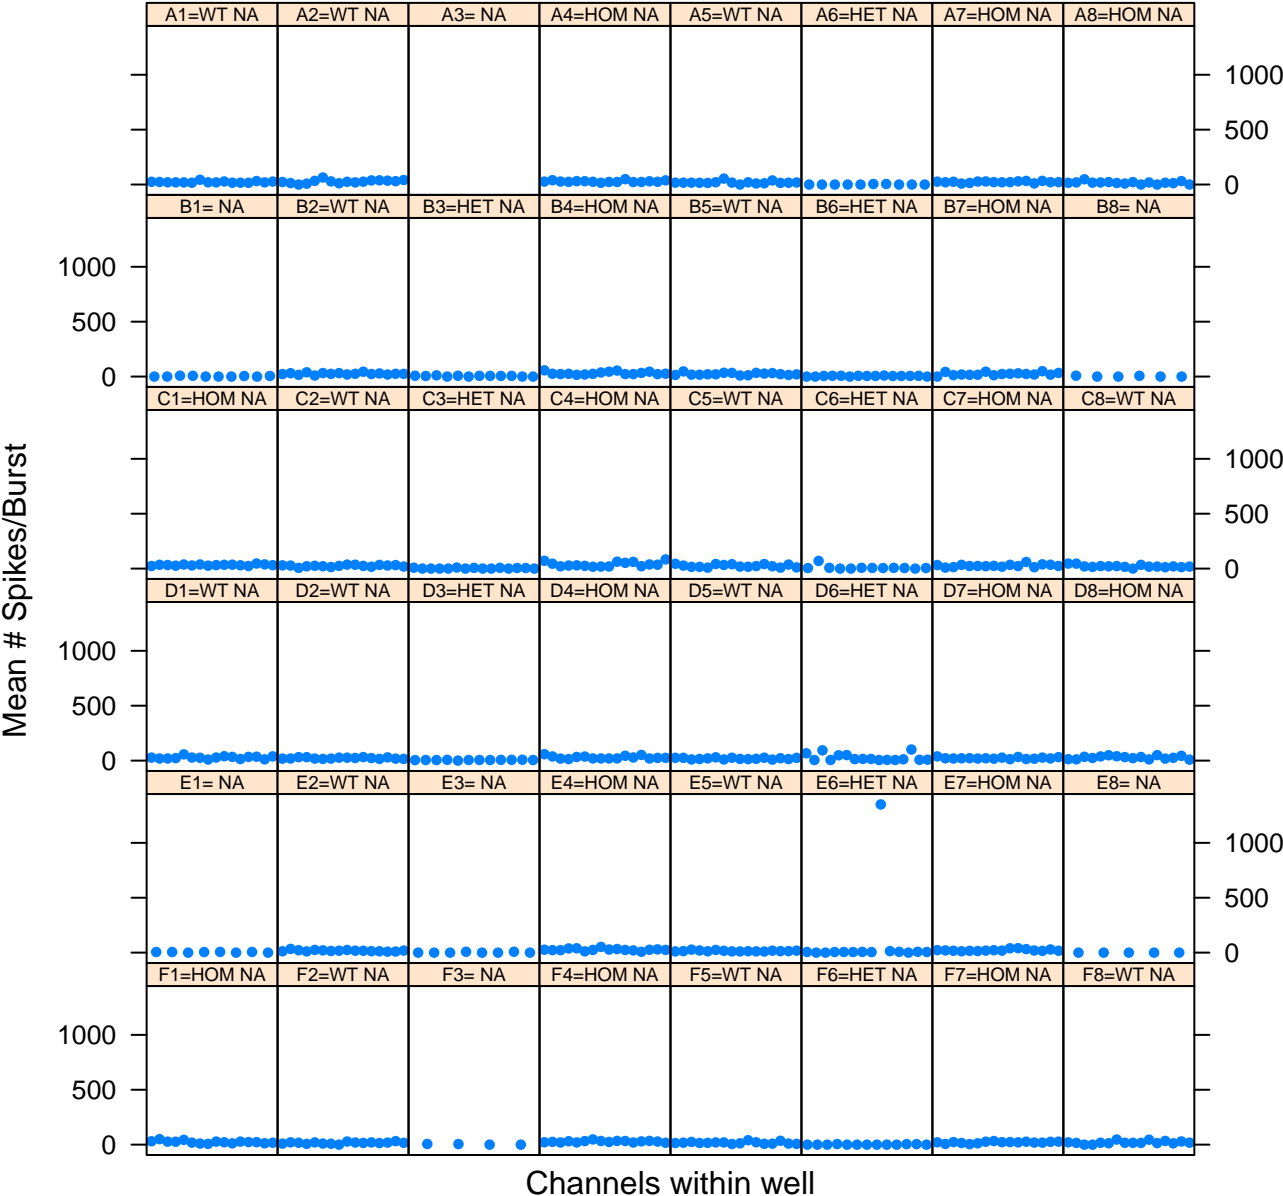 A1=WT NA A2=WT NA A3= NA A4=HOM NA A5=WT NA A6=HET NA A7=HOM NA A8=HOM NA
1000
500
0
B1= NA B2=WT NA B3=HET NA B4=HOM NA B5=WT NA B6=HET NA B7=HOM NA B8= NA
1000
500
0
C1=HOM NA C2=WT NA C3=HET NA C4=HOM NA C5=WT NA C6=HET NA C7=HOM NA C8=WT NA
1000
500
0
D1=WT NA D2=WT NA D3=HET NA D4=HOM NA D5=WT NA D6=HET NA D7=HOM NA D8=HOM NA
1000
500
0
E1= NA E2=WT NA E3= NA E4=HOM NA E5=WT NA E6=HET NA E7=HOM NA E8= NA
1000
500
0
F1=HOM NA F2=WT NA F3= NA F4=HOM NA F5=WT NA F6=HET NA F7=HOM NA F8=WT NA
1000
500
0
Mean # Spikes/Burst
Channels within well